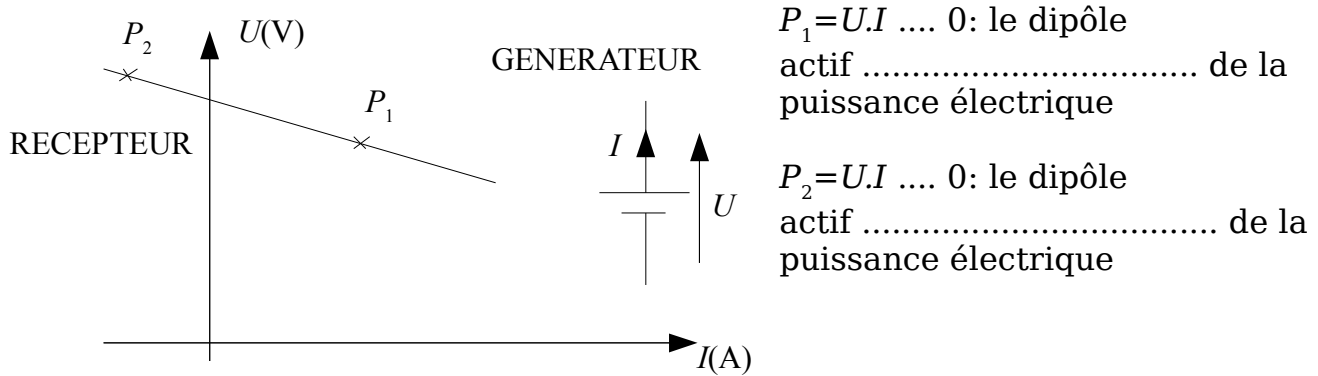 P2
U(V)
GENERATEUR
P1
RECEPTEUR
I
U
I(A)
P1=U.I .... 0: le dipôle
actif .................................. de la
puissance électrique
P2=U.I .... 0: le dipôle
actif .................................... de la
puissance électrique